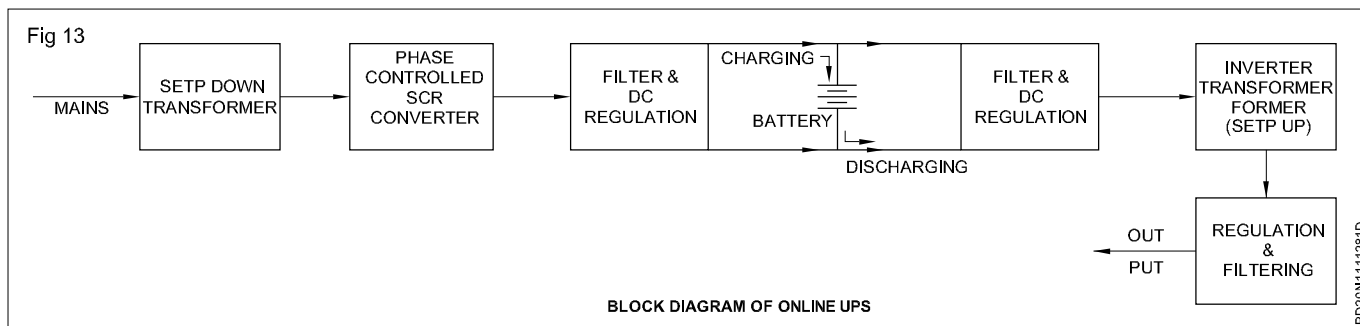 Fig 13
MAINS
SETP DOWN
TRANSFORMER
PHASE
CONTROLLED
SCR
CONVERTER
FILTER &
DC
REGULATION
CHARGING
BATTERY
DISCHARGING
FILTER &
DC
REGULATION
INVERTER
TRANSFORMER
FORMER
(SETP UP)
REGULATION
&
FILTERING
OUT
PUT
BLOCK DIAGRAM OF ONLINE UPS